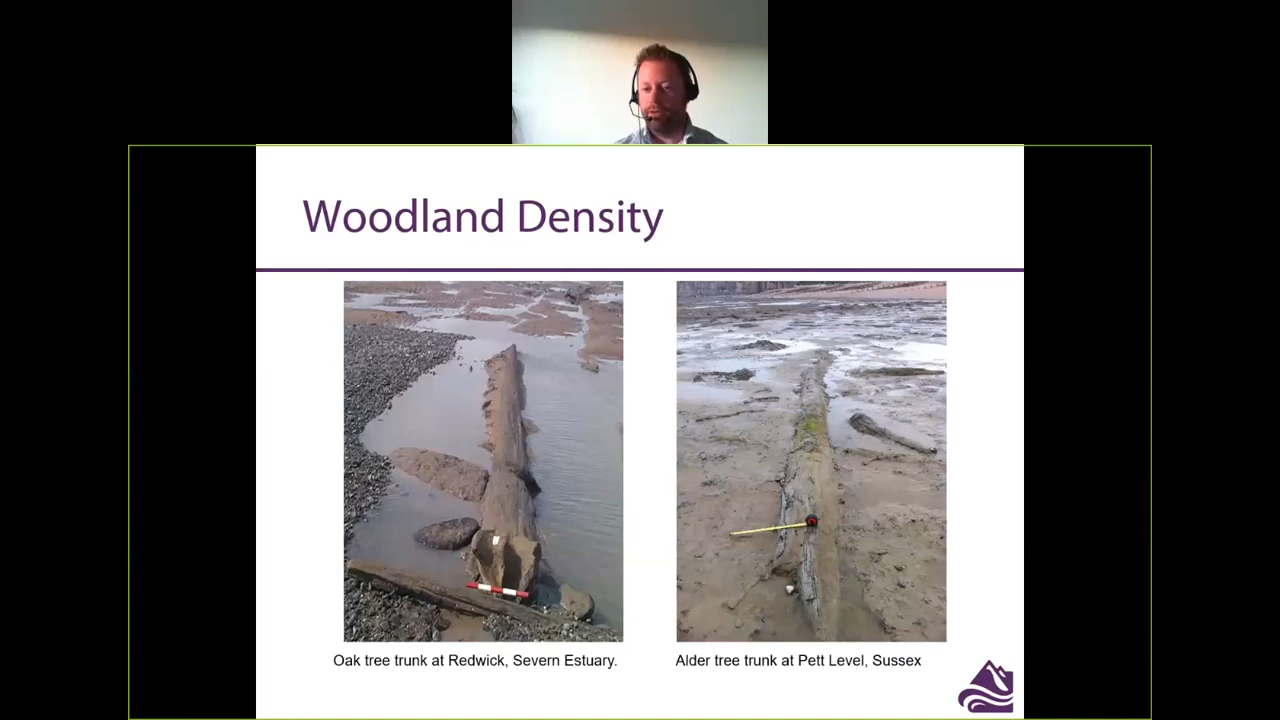 Woodland Density
Oak tree trunk at Redwick, Severn Estuary.
Alder tree trunk at Pett Level, Sussex